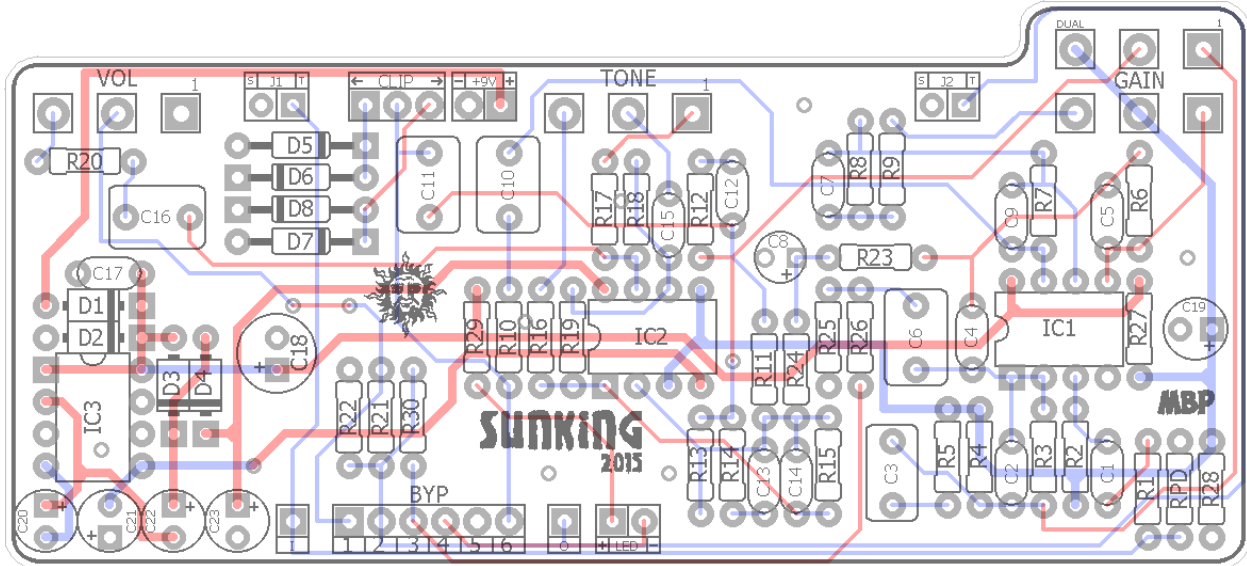 DUAL 1
VOL S J1 T ← CLIP → - +9V + TONE S J2 T GAIN
1 1
D5 R20 D6 D8 D7
C16 C11 C10 R17 R18 C15 R12 C12 C7 R8 R9 C9 R7 C5 R6
C8 + R23
C17 D1 D2 D3 D4 IC3
C18 +
R29 R10 R16 R19 IC2 R11 R24 R25 R26 C6 C4 IC1 R27 C19 +
R22 R21 R30
SUNKING
2015
MBP
R13 R14 C13 C14 R15 C3 R5 R4 C2 R3 R2 C1 R1 RPD R28
C20 + C21 + C22 + C23 +
BYP
I 1 2 3 4 5 6 O + LED -